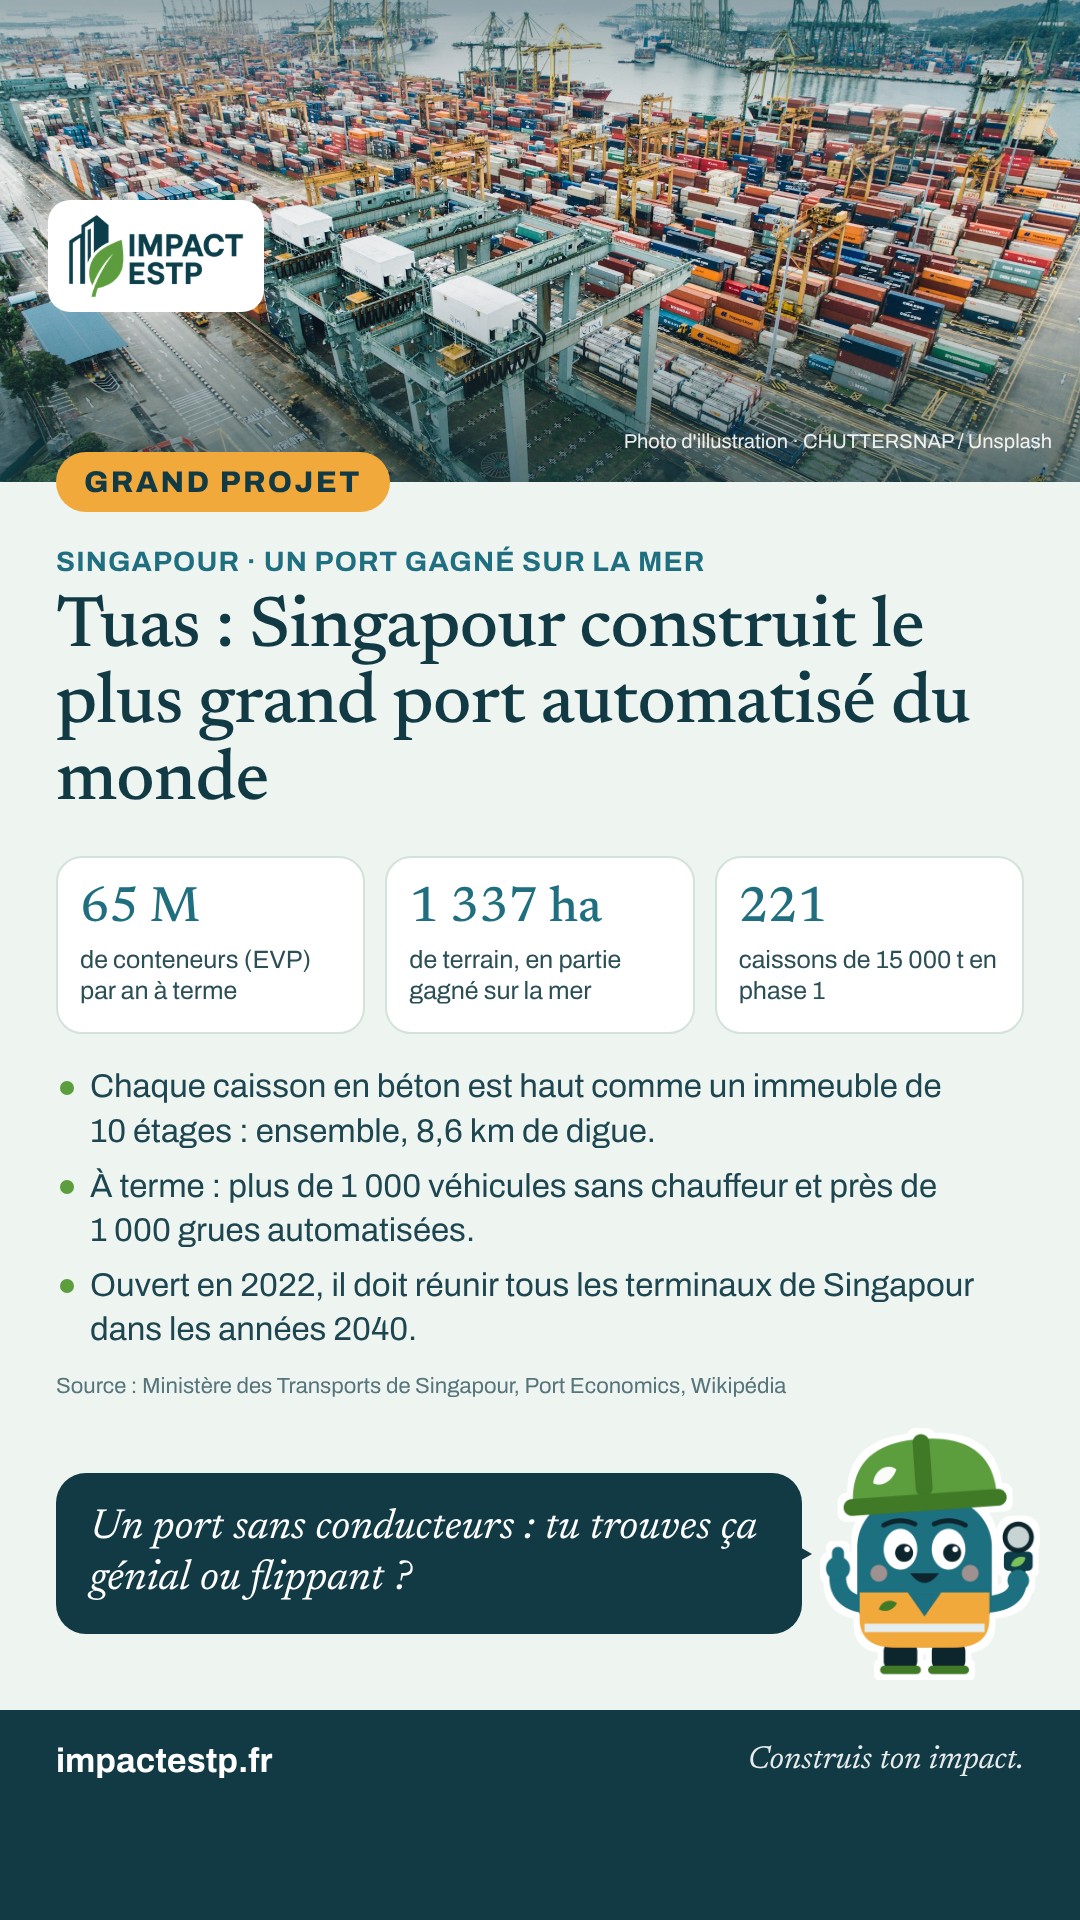 IMPACT
ESTP
Photo d'illustration · CHUTTERSNAP / Unsplash
GRAND PROJET
SINGAPOUR · UN PORT GAGNÉ SUR LA MER
Tuas : Singapour construit le
plus grand port automatisé du
monde
65 M
de conteneurs (EVP)
par an à terme
1 337 ha
de terrain, en partie
gagné sur la mer
221
caissons de 15 000 t en
phase 1
Chaque caisson en béton est haut comme un immeuble de
10 étages : ensemble, 8,6 km de digue.
À terme : plus de 1 000 véhicules sans chauffeur et près de
1 000 grues automatisées.
Ouvert en 2022, il doit réunir tous les terminaux de Singapour
dans les années 2040.
Source : Ministère des Transports de Singapour, Port Economics, Wikipédia
Un port sans conducteurs : tu trouves ça
génial ou flippant ?
impactestp.fr
Construis ton impact.